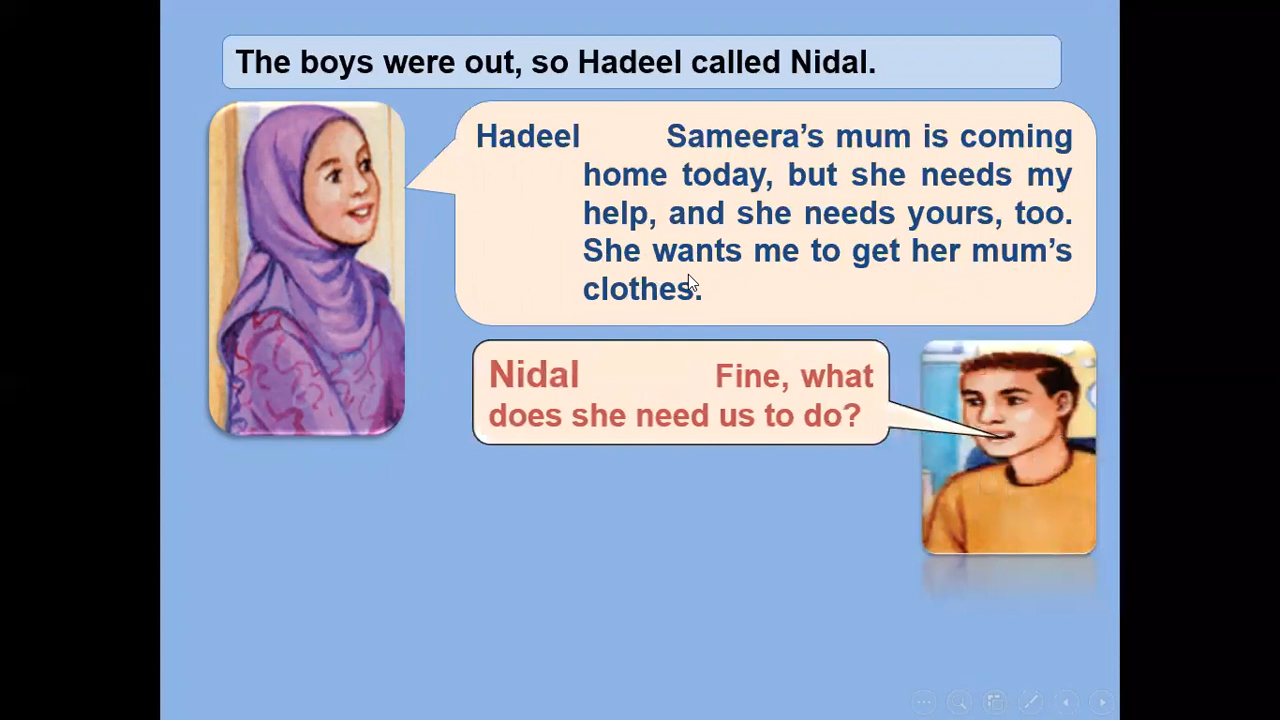 The boys were out, so Hadeel called Nidal.
Hadeel Sameera’s mum is coming
home today, but she needs my
help, and she needs yours, too.
She wants me to get her mum’s
clothes.
Nidal Fine, what
does she need us to do?